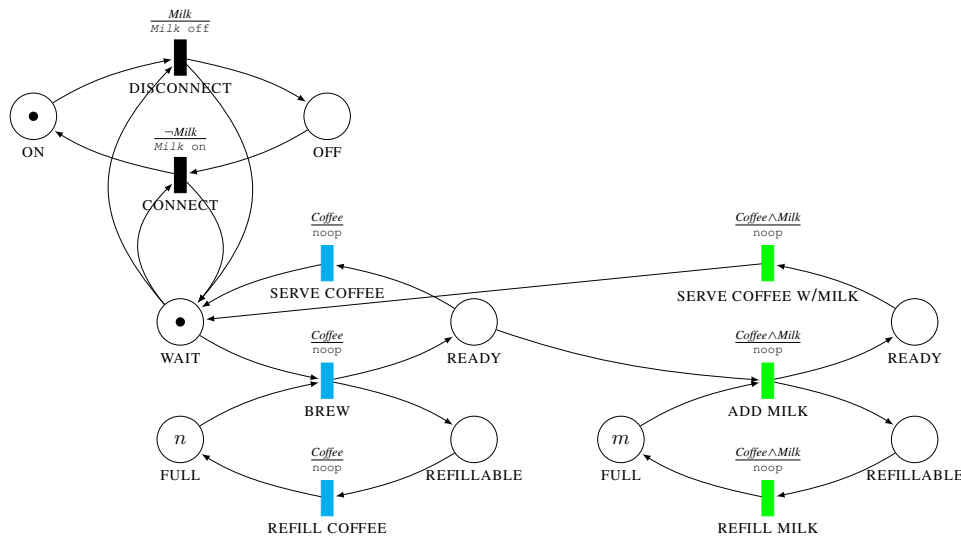 Milk
Milk off
DISCONNECT
ON
OFF
¬Milk
Milk on
CONNECT
Coffee
noop
SERVE COFFEE
Coffee∧Milk
noop
SERVE COFFEE W/MILK
WAIT
READY
READY
Coffee
noop
BREW
Coffee∧Milk
noop
ADD MILK
n
FULL
REFILLABLE
m
FULL
REFILLABLE
Coffee
noop
REFILL COFFEE
Coffee∧Milk
noop
REFILL MILK